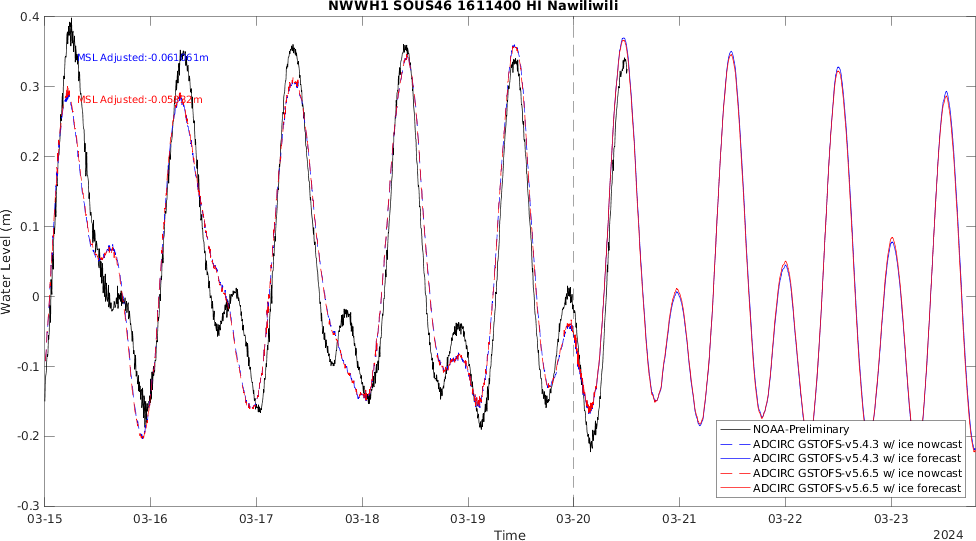 NWWH1 SOUS46 1611400 HI Nawiliwili
0.4
0.3
0.2
0.1
0
-0.1
-0.2
-0.3
Water Level (m)
MSL Adjusted:
MSL Adjusted:
NOAA-Preliminary
ADCIRC GSTOFS-v5.4.3 w/ ice nowcast
ADCIRC GSTOFS-v5.4.3 w/ ice forecast
ADCIRC GSTOFS-v5.6.5 w/ ice nowcast
ADCIRC GSTOFS-v5.6.5 w/ ice forecast
03-15 03-16 03-17 03-18 03-19 03-20 03-21 03-22 03-23
Time
2024